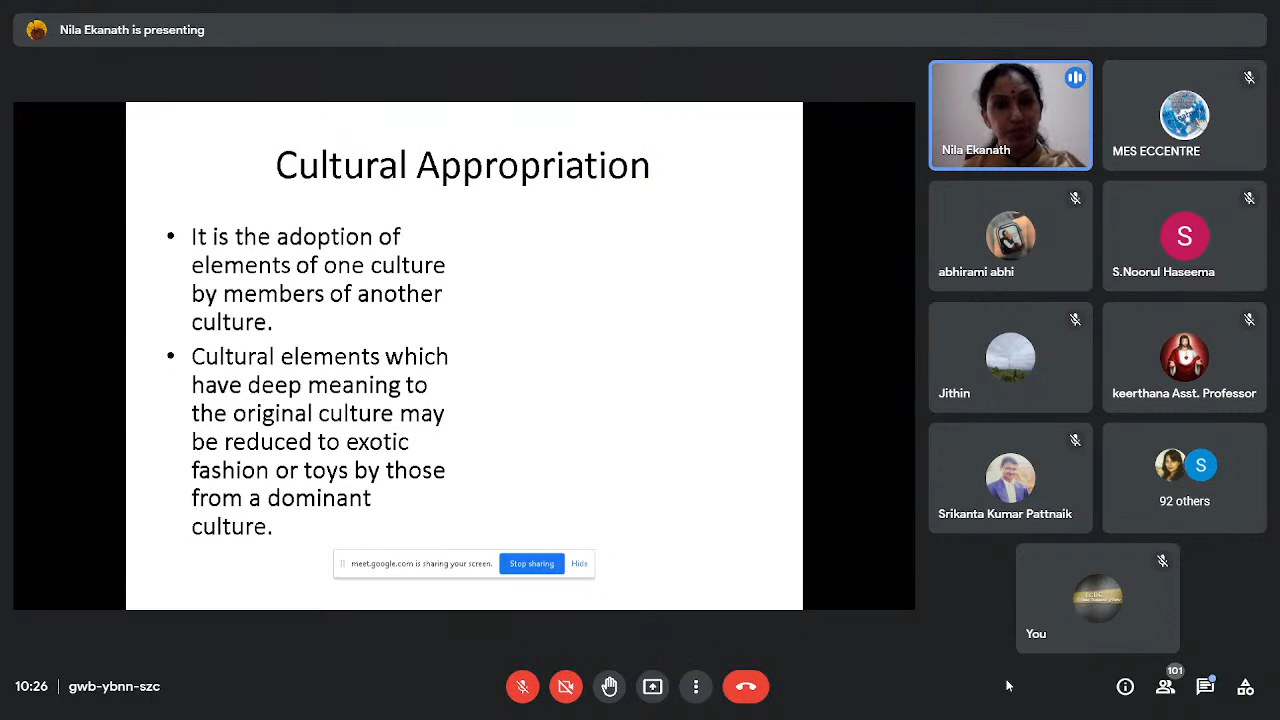 Nila Ekanath is presenting
Cultural Appropriation
• It is the adoption of
elements of one culture
by members of another
culture.
• Cultural elements which
have deep meaning to
the original culture may
be reduced to exotic
fashion or toys by those
from a dominant
culture.
meet.google.com is sharing your screen.
Stop sharing
Hide
Nila Ekanath
MES ECCENTRE
abhirami abhi
S
S.Noorul Haseema
Jithin
keerthana Asst. Professor
Srikanta Kumar Pattnaik
S
92 others
You
10:26 | gwb-ybnn-szc
101